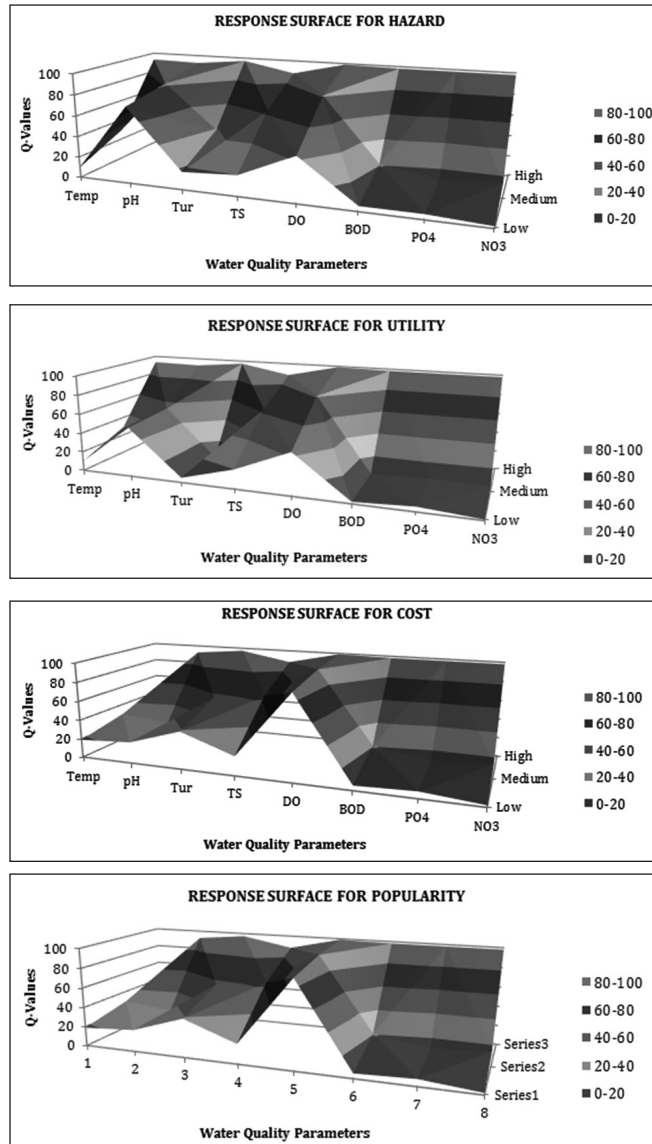 RESPONSE SURFACE FOR HAZARD
Q-Values
100
80
60
40
20
0
Temp
pH
Tur
TS
DO
BOD
PO4
NO3
High
Medium
Low
80-100
60-80
40-60
20-40
0-20
Water Quality Parameters
RESPONSE SURFACE FOR UTILITY
Q-Values
100
80
60
40
20
0
Temp
pH
Tur
TS
DO
BOD
PO4
NO3
High
Medium
Low
80-100
60-80
40-60
20-40
0-20
Water Quality Parameters
RESPONSE SURFACE FOR COST
Q-Values
100
80
60
40
20
0
Temp
pH
Tur
TS
DO
BOD
PO4
NO3
High
Medium
Low
80-100
60-80
40-60
20-40
0-20
Water Quality Parameters
RESPONSE SURFACE FOR POPULARITY
Q-Values
100
80
60
40
20
0
1
2
3
4
5
6
7
8
Series3
Series2
Series1
80-100
60-80
40-60
20-40
0-20
Water Quality Parameters